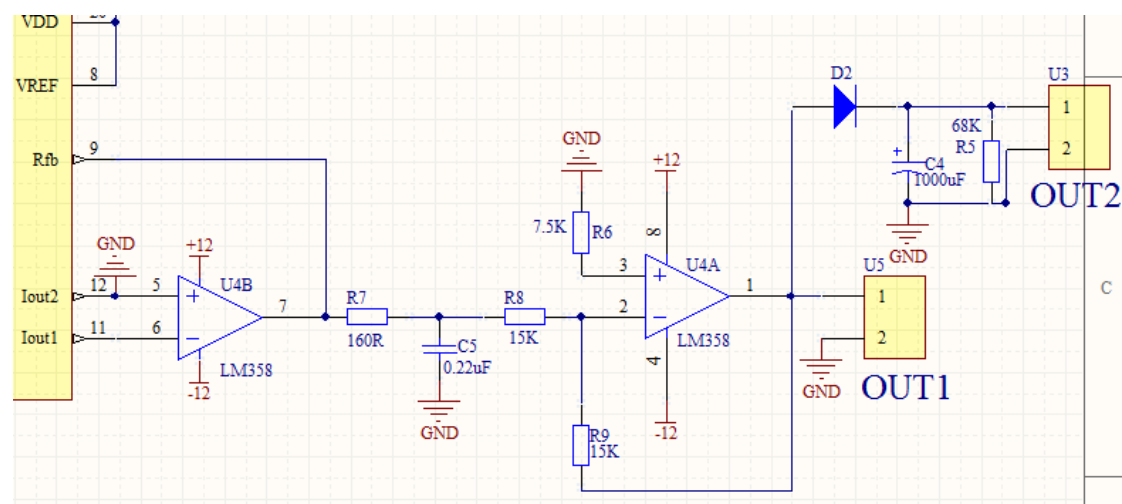 VDD
VREF
8
Rfb
9
GND
+12
Iout2
12
5
U4B
7
Iout1
11
6
LM358
-12
R7
160R
C5
0.22uF
GND
R8
15K
GND
7.5K
R6
+12
8
3
U4A
1
2
LM358
4
-12
R9
15K
D2
68K
R5
C4
1000uF
GND
U3
1
2
OUT2
U5
1
2
GND
OUT1
C
+